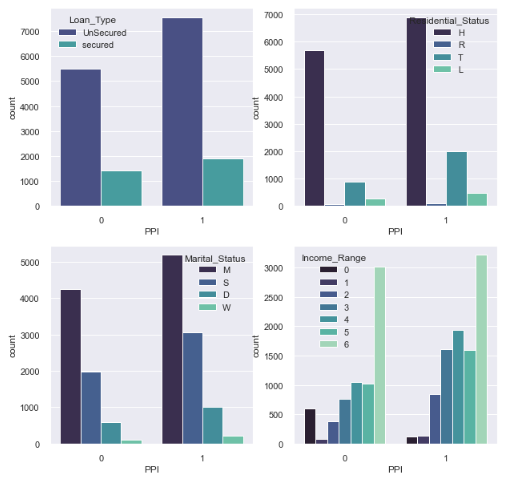 Loan_Type
UnSecured
secured
7000
6000
5000
4000
3000
2000
1000
0
count
0 1
PPI
Residential_Status
H
R
T
L
7000
6000
5000
4000
3000
2000
1000
0
count
0 1
PPI
Marital_Status
M
S
D
W
5000
4000
3000
2000
1000
0
count
0 1
PPI
Income_Range
0
1
2
3
4
5
6
3500
3000
2500
2000
1500
1000
500
0
count
0 1
PPI